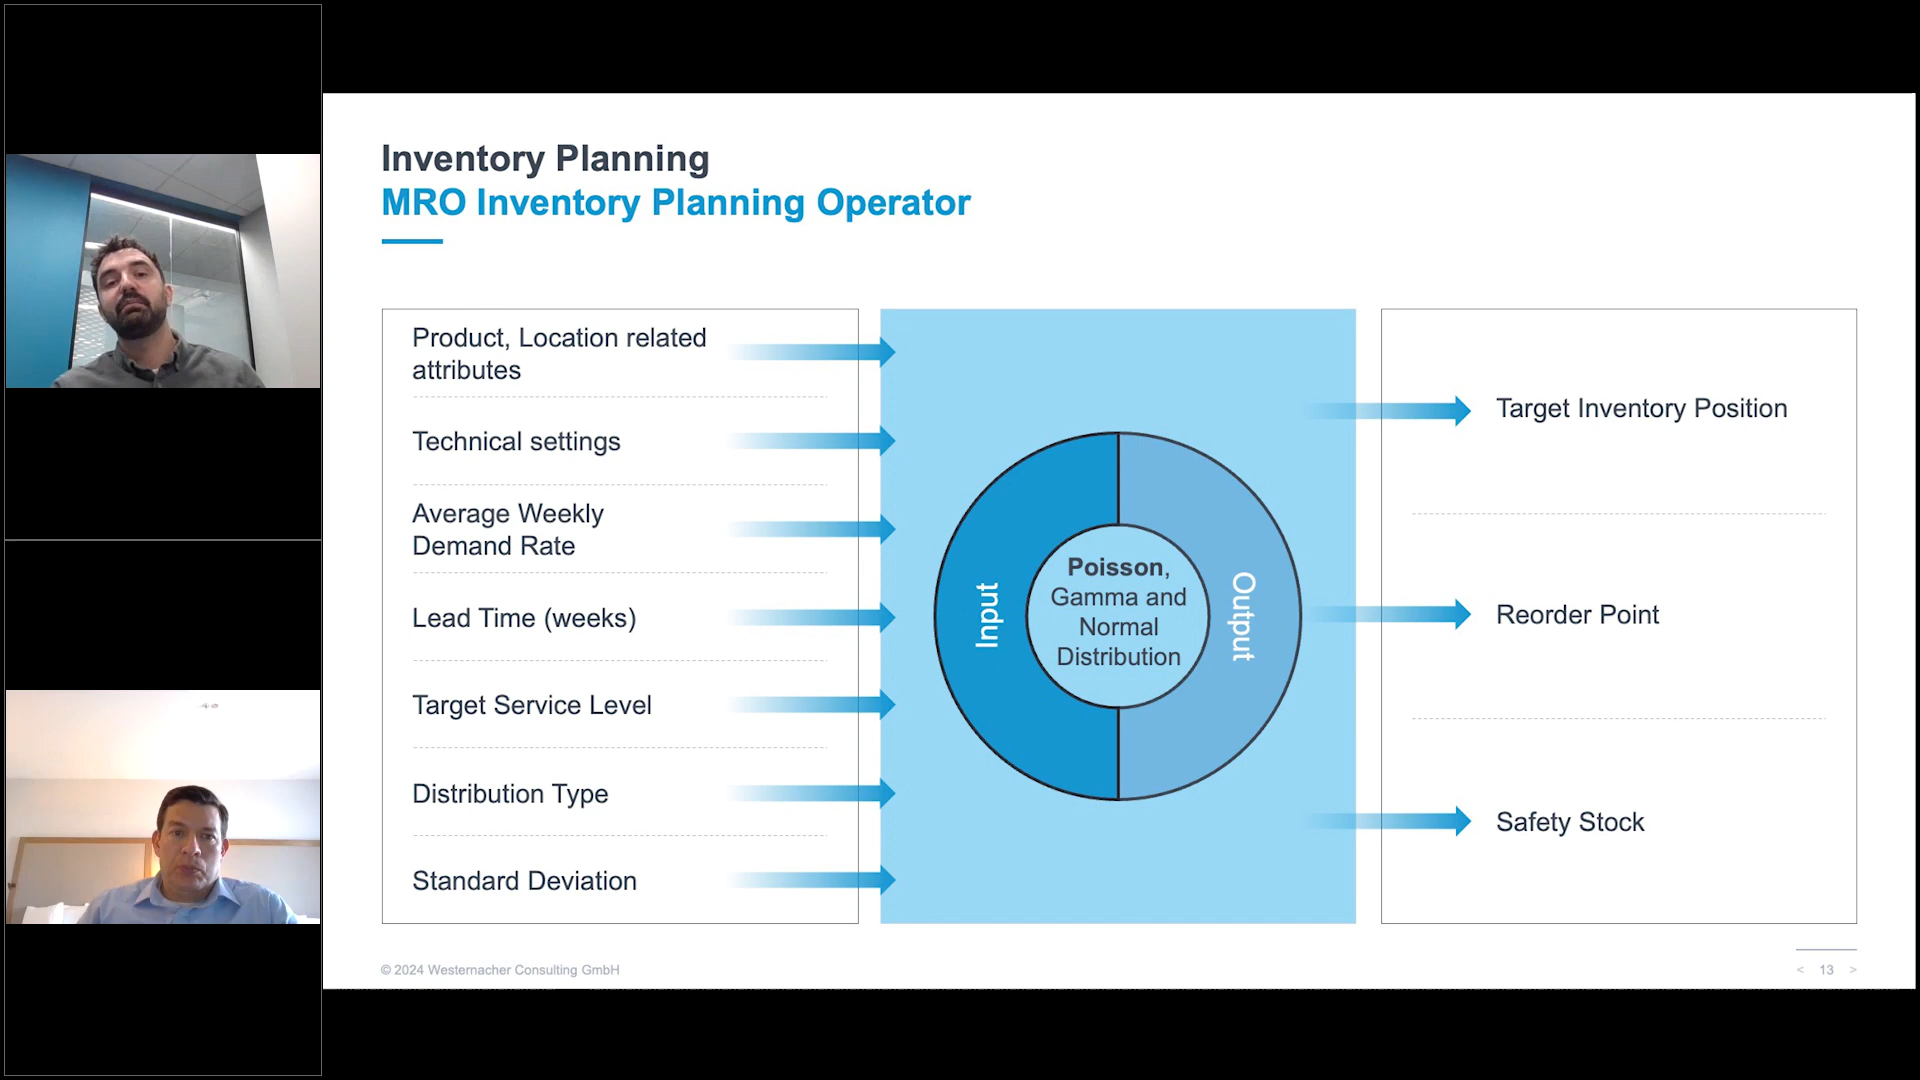 Inventory Planning
MRO Inventory Planning Operator
Product, Location related
attributes
Technical settings
Average Weekly
Demand Rate
Lead Time (weeks)
Target Service Level
Distribution Type
Standard Deviation
Input
Poisson,
Gamma and
Normal
Distribution
Output
Target Inventory Position
Reorder Point
Safety Stock
© 2024 Westernacher Consulting GmbH
< 13 >